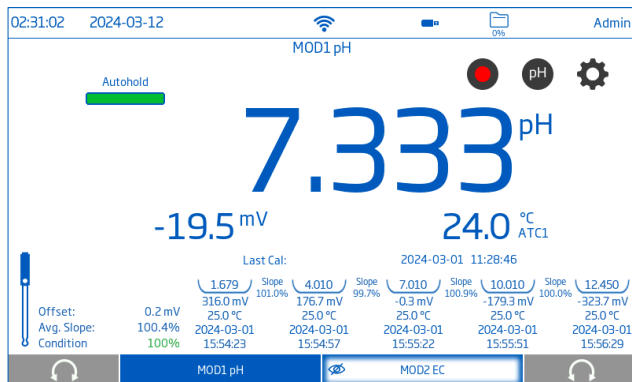 02:31:02 2024-03-12 0% Admin
MOD1 pH
Autohold
pH
7.333 pH
-19.5 mV 24.0 °C ATC1
Last Cal: 2024-03-01 11:28:46
1.679 Slope 101.0% 4.010 Slope 99.7% 7.010 Slope 100.9% 10.010 Slope 100.0% 12.450
316.0 mV 176.7 mV -0.3 mV -179.3 mV -323.7 mV
Offset: 0.2 mV 25.0 °C 25.0 °C 25.0 °C 25.0 °C 25.0 °C
Avg. Slope: 100.4% 2024-03-01 2024-03-01 2024-03-01 2024-03-01 2024-03-01
Condition 100% 15:54:23 15:54:57 15:55:22 15:55:51 15:56:29
MOD1 pH MOD2 EC